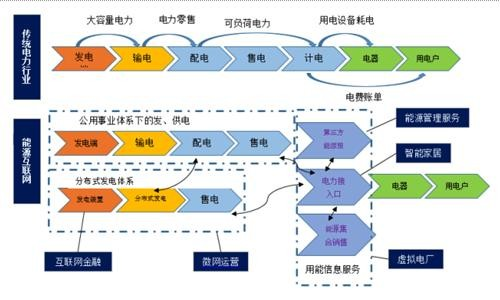 传统电力行业
大容量电力
电力零售
可负荷电力
用电设备耗电
发电
输电
配电
售电
计电
电器
用电户
电费账单
能源互联网
公用事业体系下的发、供电
发电端
输电
配电
售电
第三方
能源服
能源管理服务
智能家居
分布式发电体系
发电装置
分布式发电
售电
电力接
入口
电器
用电户
能源集
合销售
互联网金融
微网运营
用能信息服务
虚拟电厂